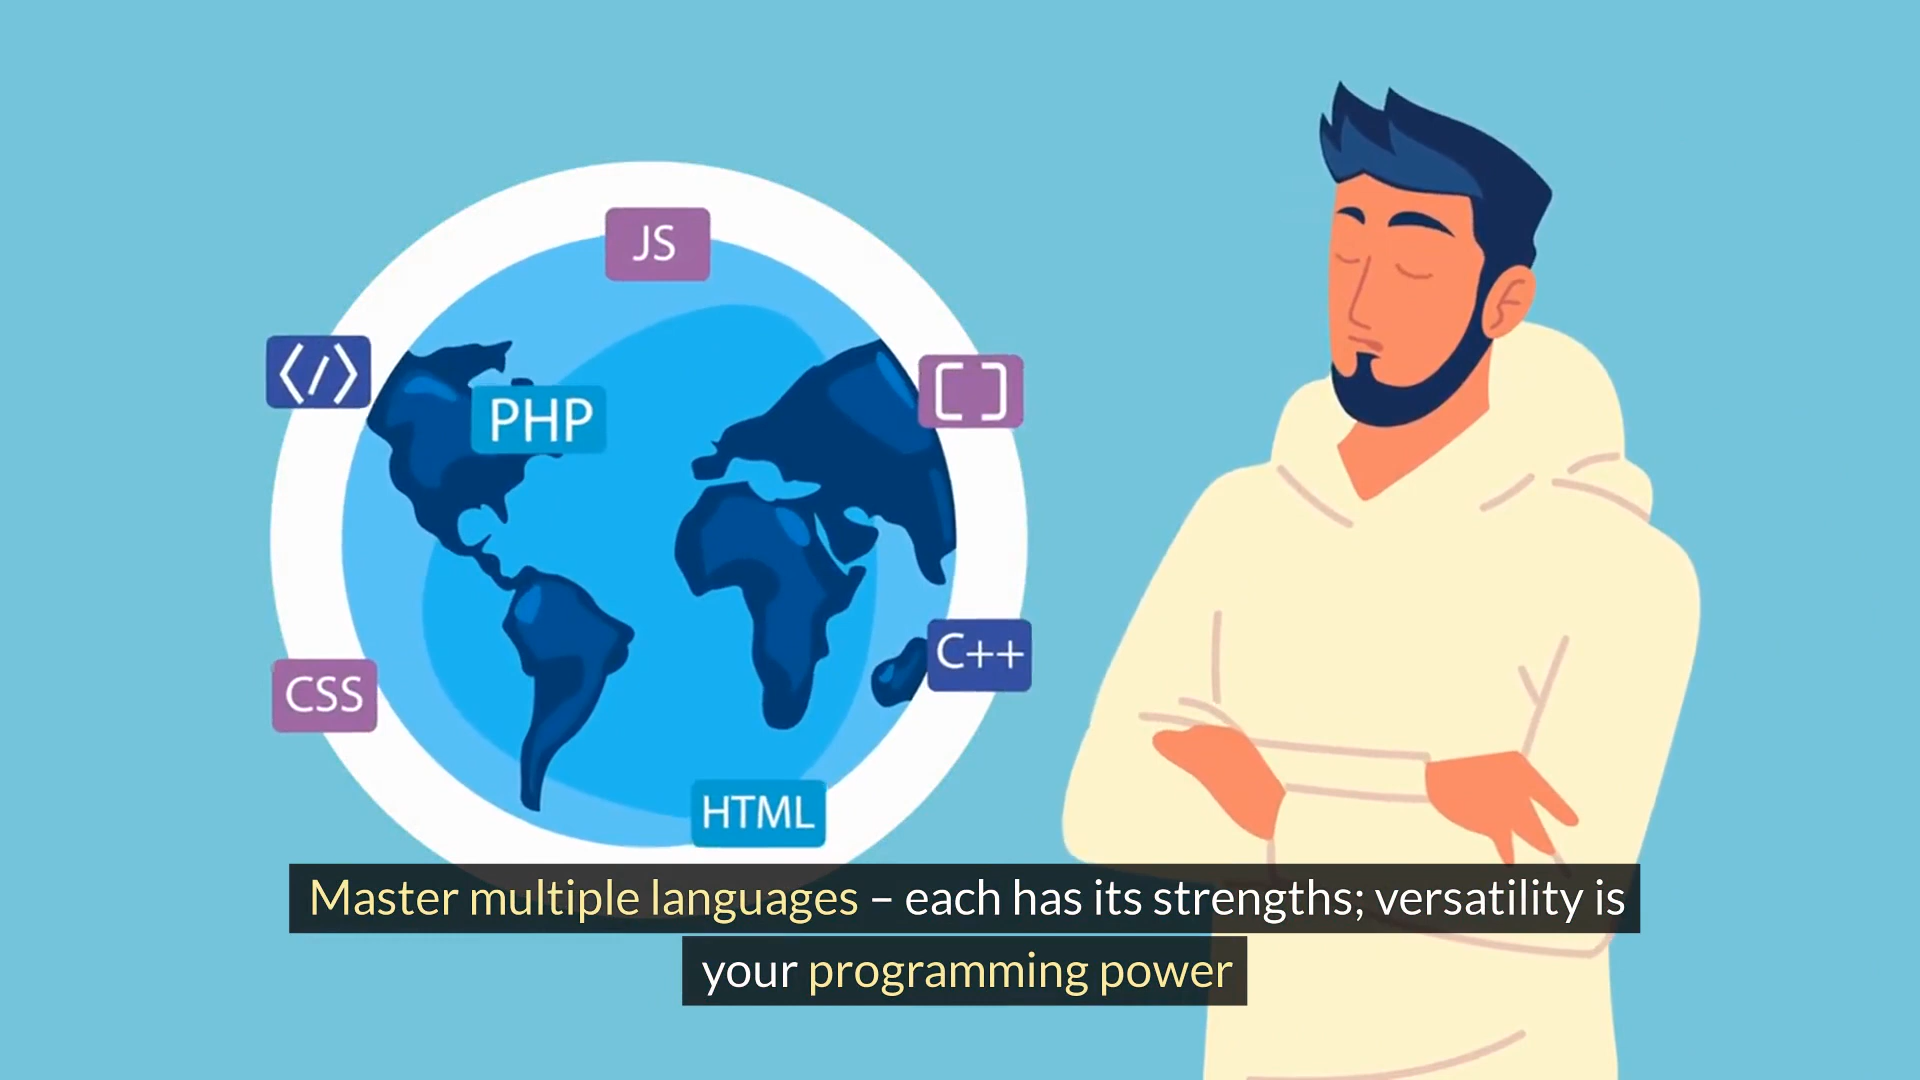 JS
</>
PHP
[ ]
C++
CSS
HTML
Master multiple languages – each has its strengths; versatility is
your programming power